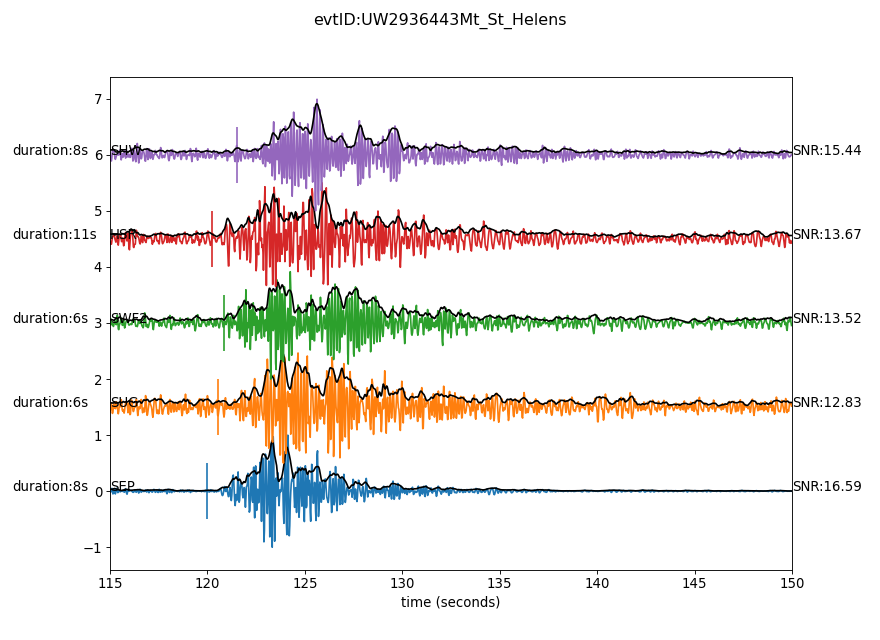 evtID:UW2936443Mt_St_Helens
7
duration:8s SHW SNR:15.44
6
5
duration:11s SNR:13.67
4
duration:6s SWF2 SNR:13.52
3
2
duration:6s SUG SNR:12.83
1
duration:8s SEP SNR:16.59
0
−1
115 120 125 130 135 140 145 150
time (seconds)